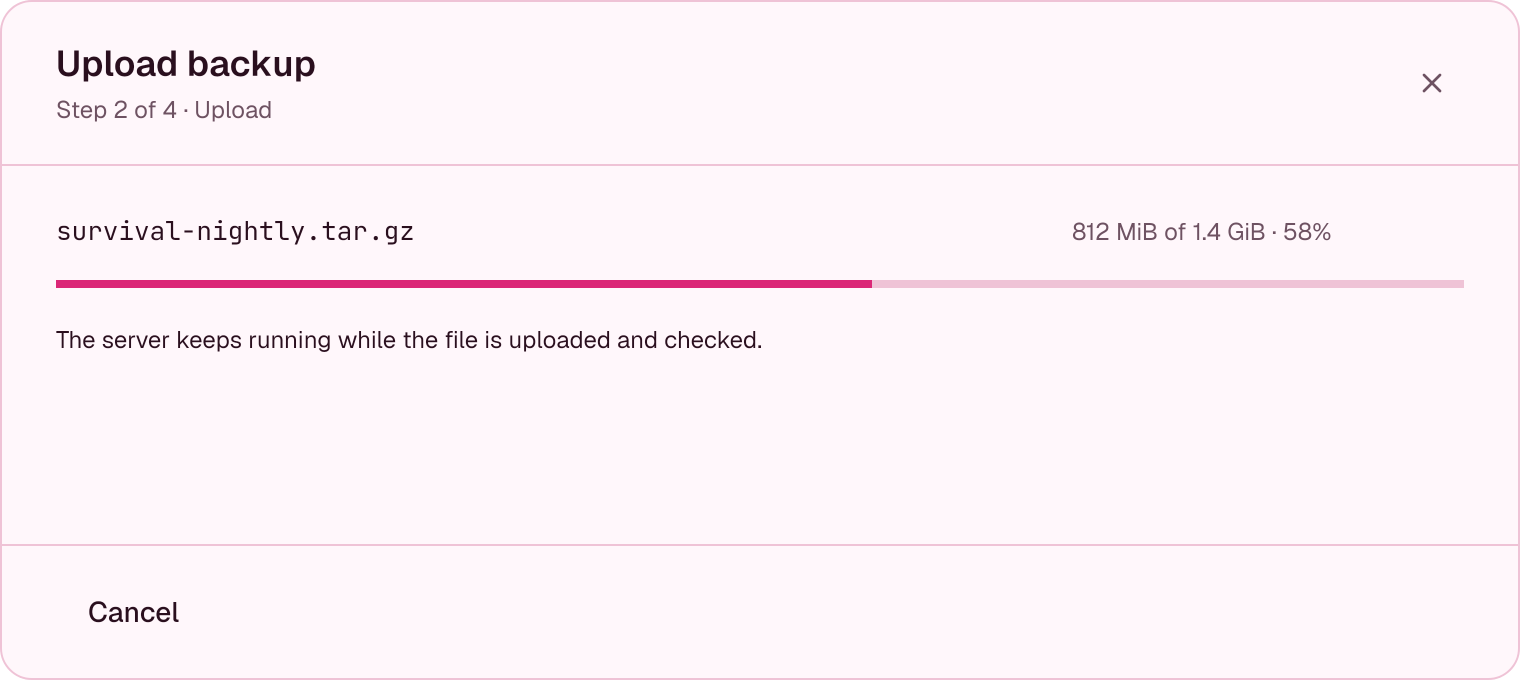 Upload backup
Step 2 of 4 · Upload
survival-nightly.tar.gz
812 MiB of 1.4 GiB · 58%
The server keeps running while the file is uploaded and checked.
Cancel